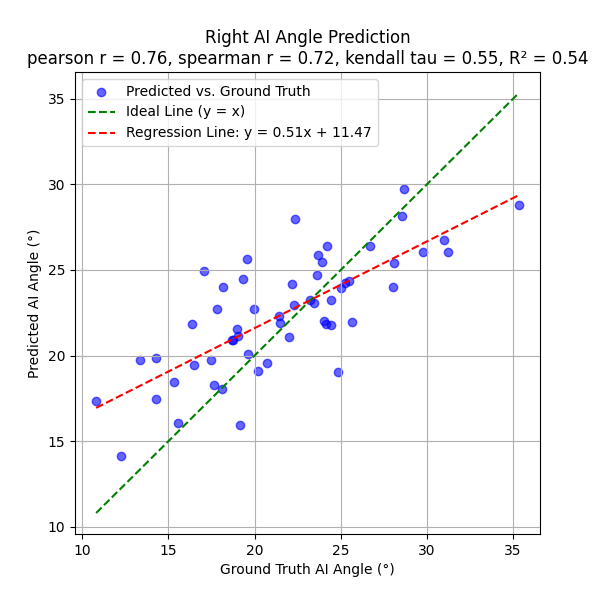 Right AI Angle Prediction
pearson r = 0.76, spearman r = 0.72, kendall tau = 0.55, R² = 0.54
Predicted vs. Ground Truth
Ideal Line (y = x)
Regression Line: y = 0.51x + 11.47
Predicted AI Angle (°)
35
30
25
20
15
10
10 15 20 25 30 35
Ground Truth AI Angle (°)